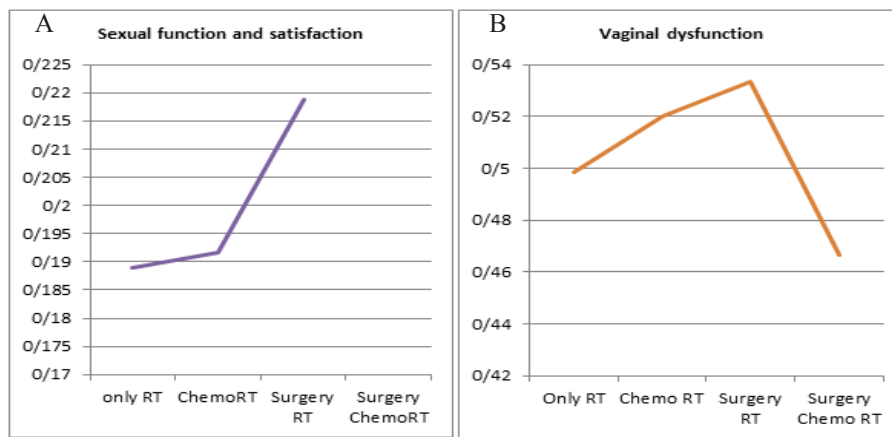 A
Sexual function and satisfaction
0/225
0/22
0/215
0/21
0/205
0/2
0/195
0/19
0/185
0/18
0/175
0/17
only RT
ChemoRT
Surgery
RT
Surgery
ChemoRT
B
Vaginal dysfunction
0/54
0/52
0/5
0/48
0/46
0/44
0/42
Only RT
Chemo RT
Surgery
RT
Surgery
Chemo RT